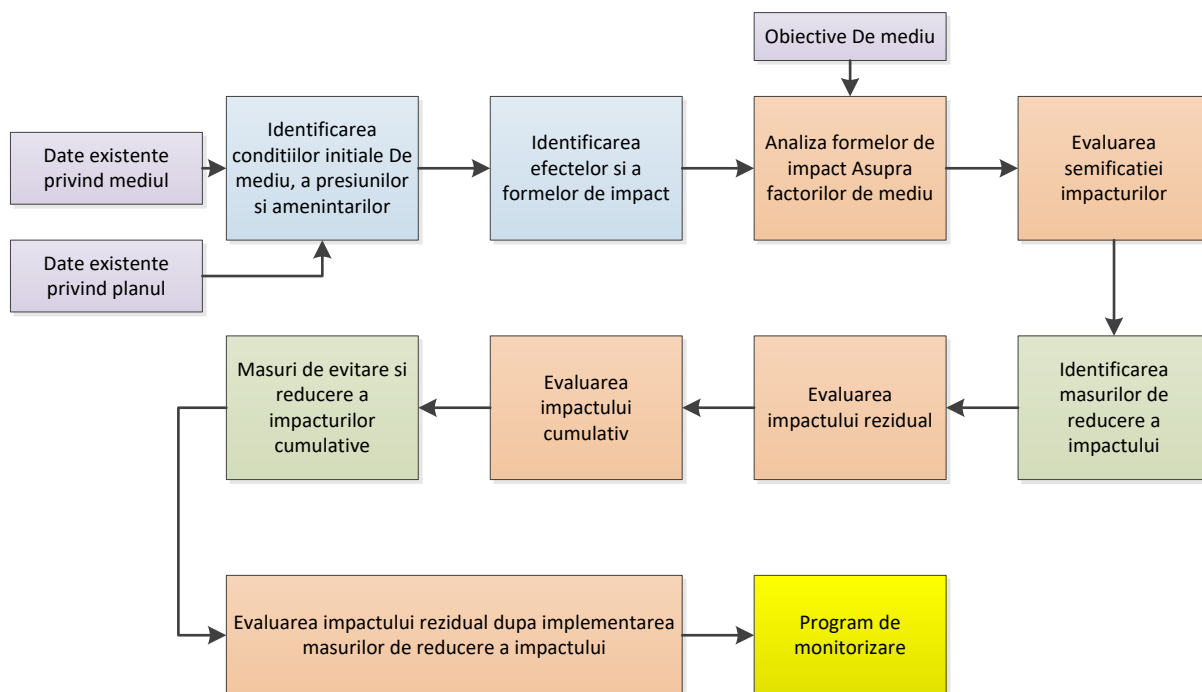 Obiective De mediu
Date existente
privind mediul
Date existente
privind planul
Identificarea
conditiilor initiale De
mediu, a presiunilor
si amenintarilor
Identificarea
efectelor si a
formelor de impact
Analiza formelor de
impact Asupra
factorilor de mediu
Evaluarea
semificatiei
impacturilor
Identificarea
masurilor de
reducere a
impactului
Evaluarea
impactului rezidual
Evaluarea
impactului
cumulativ
Masuri de evitare si
reducere a
impacturilor
cumulative
Evaluarea impactului rezidual dupa implementarea
masurilor de reducere a impactului
Program de
monitorizare